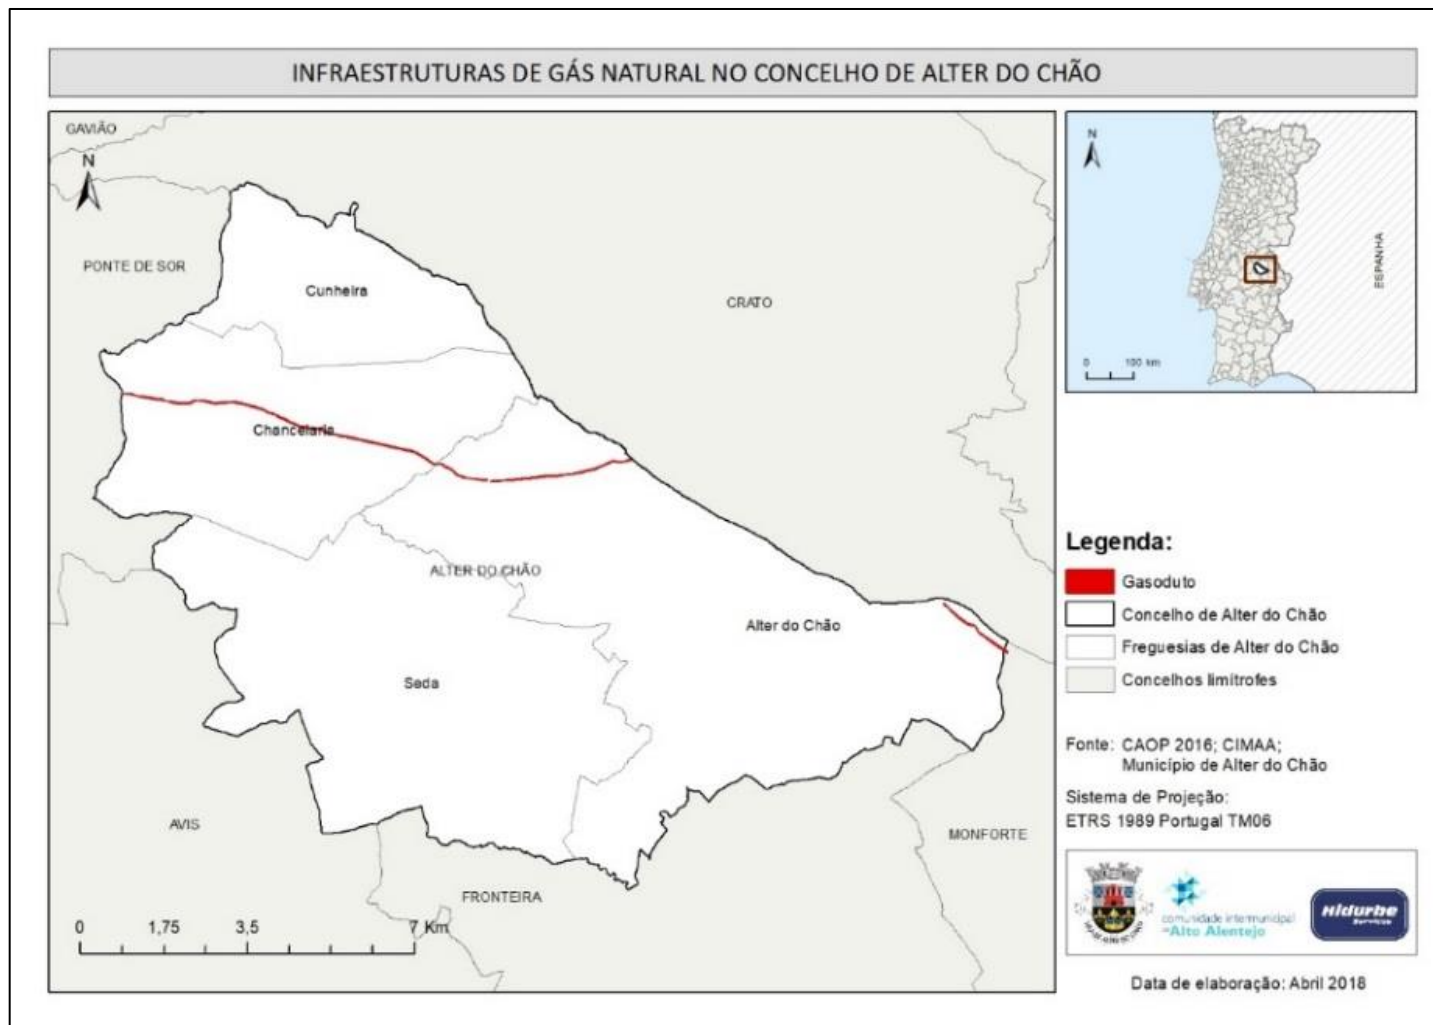 INFRAESTRUTURAS DE GÁS NATURAL NO CONCELHO DE ALTER DO CHÃO
GAVIÃO
N
PONTE DE SOR
Cunheira
CRATO
Chancelaria
ALTER DO CHÃO
Alter do Chão
Seda
AVIS
MONFORTE
FRONTEIRA
0 1,75 3,5 7 Km
N
ESPANHA
0 100 km
Legenda:
Gasoduto
Concelho de Alter do Chão
Freguesias de Alter do Chão
Concelhos limítrofes
Fonte: CAOP 2016; CIMAA;
Município de Alter do Chão
Sistema de Projeção:
ETRS 1989 Portugal TM06
comunidade intermunicipal
do Alto Alentejo
Hidurbe
Serviços
Data de elaboração: Abril 2018